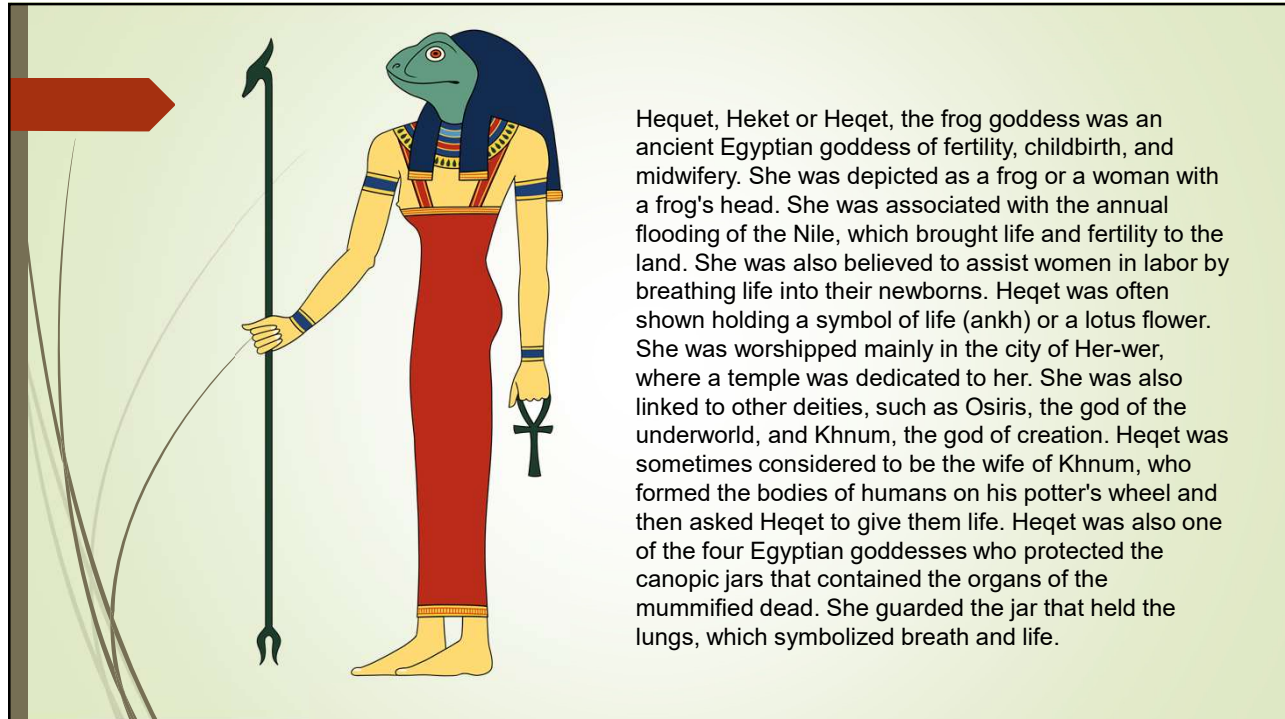 Hequet, Heket or Heqet, the frog goddess was an
ancient Egyptian goddess of fertility, childbirth, and
midwifery. She was depicted as a frog or a woman with
a frog's head. She was associated with the annual
flooding of the Nile, which brought life and fertility to the
land. She was also believed to assist women in labor by
breathing life into their newborns. Heqet was often
shown holding a symbol of life (ankh) or a lotus flower.
She was worshipped mainly in the city of Her-wer,
where a temple was dedicated to her. She was also
linked to other deities, such as Osiris, the god of the
underworld, and Khnum, the god of creation. Heqet was
sometimes considered to be the wife of Khnum, who
formed the bodies of humans on his potter's wheel and
then asked Heqet to give them life. Heqet was also one
of the four Egyptian goddesses who protected the
canopic jars that contained the organs of the
mummified dead. She guarded the jar that held the
lungs, which symbolized breath and life.